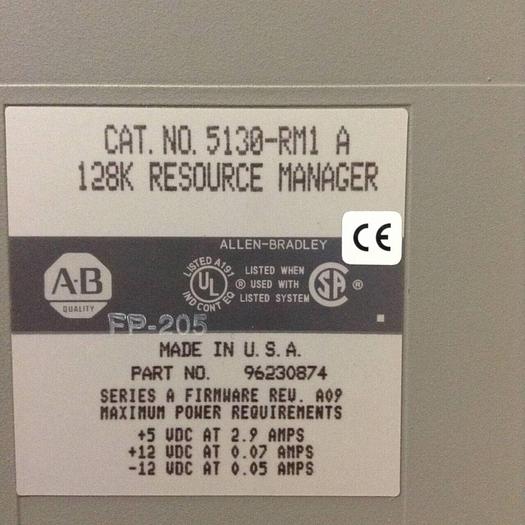 CAT. NO. 5130-RM1 A
128K RESOURCE MANAGER
ALLEN-BRADLEY
CE
A-B
QUALITY
LISTED A191
UL
IND CONT EQ
®
LISTED WHEN
USED WITH
LISTED SYSTEM
SA
®
FP-205
MADE IN U.S.A.
PART NO. 96230874
SERIES A FIRMWARE REV. A09
MAXIMUM POWER REQUIREMENTS
+5 VDC AT 2.9 AMPS
+12 VDC AT 0.07 AMPS
-12 VDC AT 0.05 AMPS